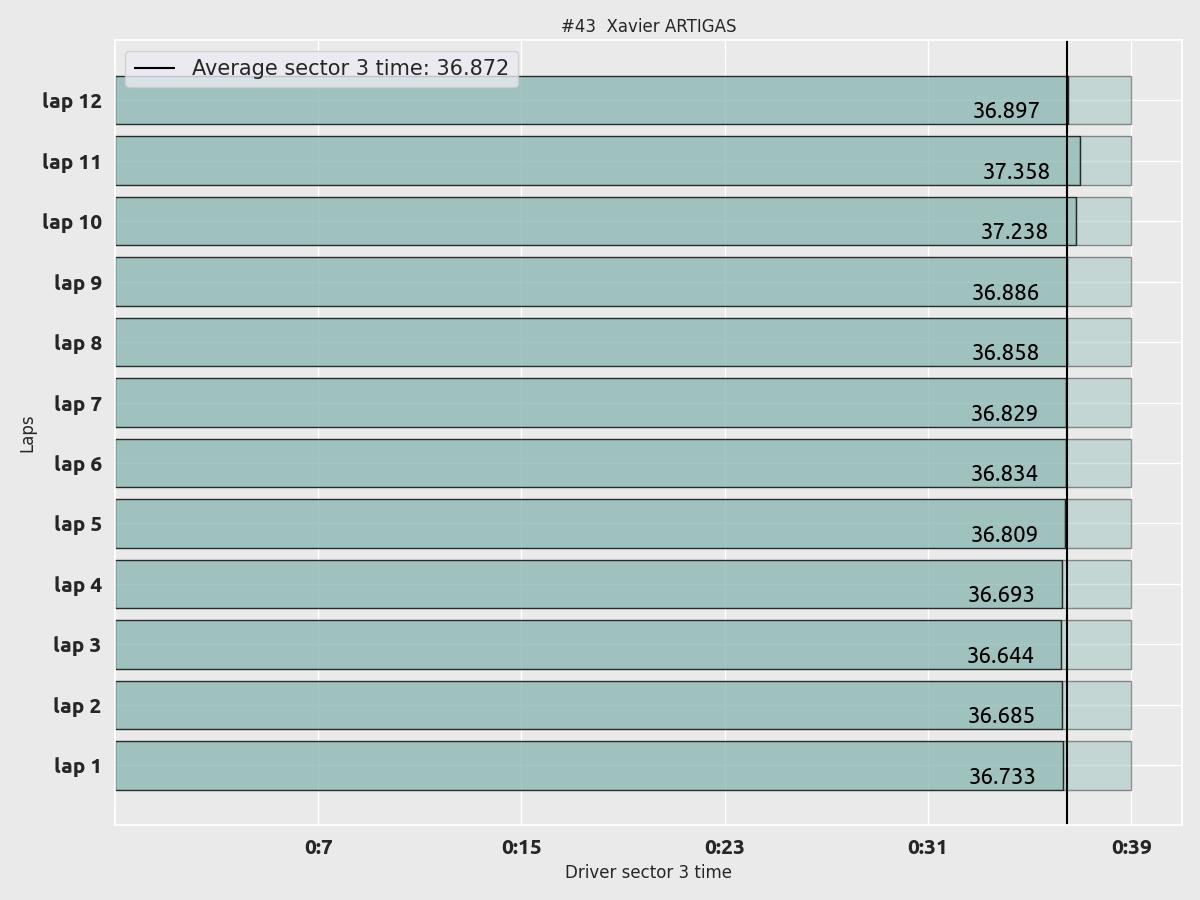 #43 Xavier ARTIGAS
Average sector 3 time: 36.872
lap 12 36.897
lap 11 37.358
lap 10 37.238
lap 9 36.886
lap 8 36.858
lap 7 36.829
lap 6 36.834
lap 5 36.809
lap 4 36.693
lap 3 36.644
lap 2 36.685
lap 1 36.733
Laps
0:7 0:15 0:23 0:31 0:39
Driver sector 3 time